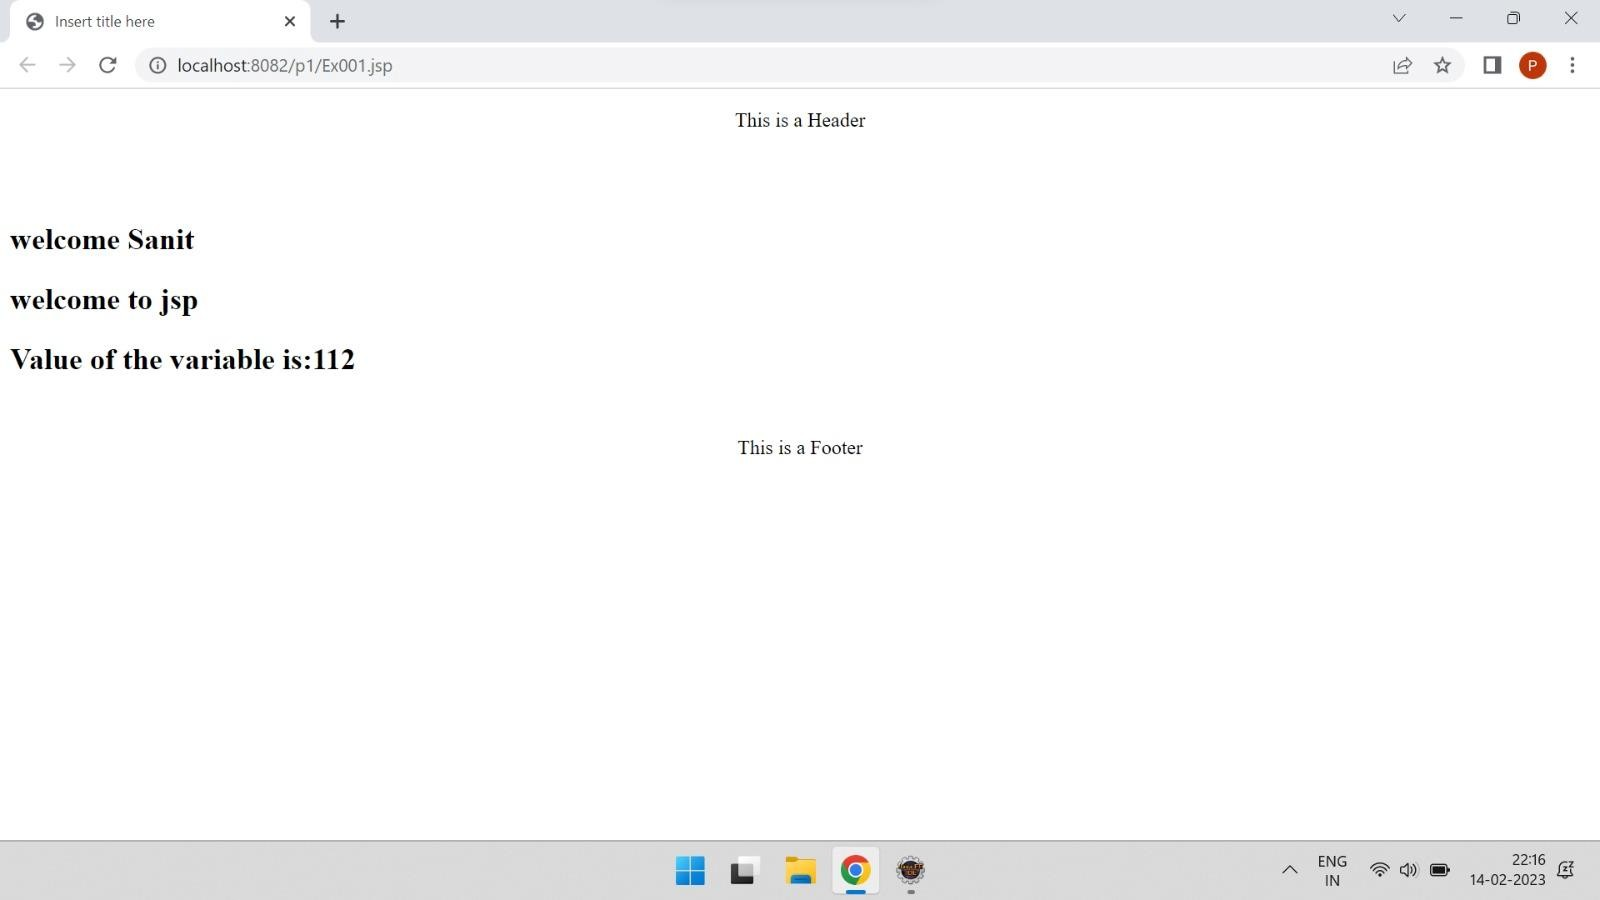 Insert title here
localhost:8082/p1/Ex001.jsp
P
This is a Header
welcome Sanit
welcome to jsp
Value of the variable is:112
This is a Footer
ENG
IN
22:16
14-02-2023